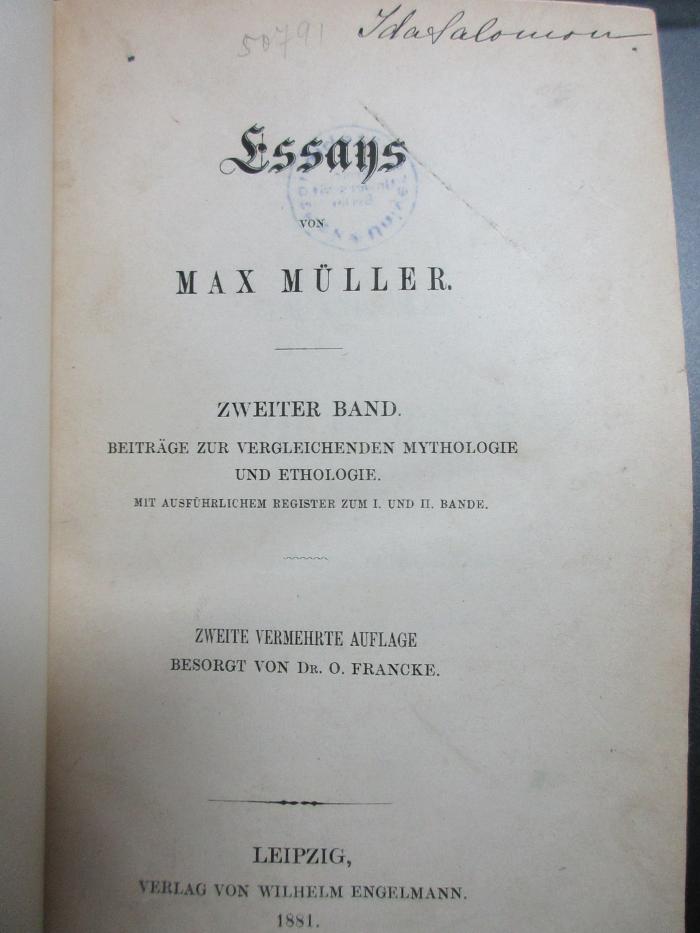 50791
Ida Salomon
Essays
VON
MAX MÜLLER.
ZWEITER BAND.
BEITRÄGE ZUR VERGLEICHENDEN MYTHOLOGIE
UND ETHOLOGIE.
MIT AUSFÜHRLICHEM REGISTER ZUM I. UND II. BANDE.
ZWEITE VERMEHRTE AUFLAGE
BESORGT VON DR. O. FRANCKE.
LEIPZIG,
VERLAG VON WILHELM ENGELMANN.
1881.